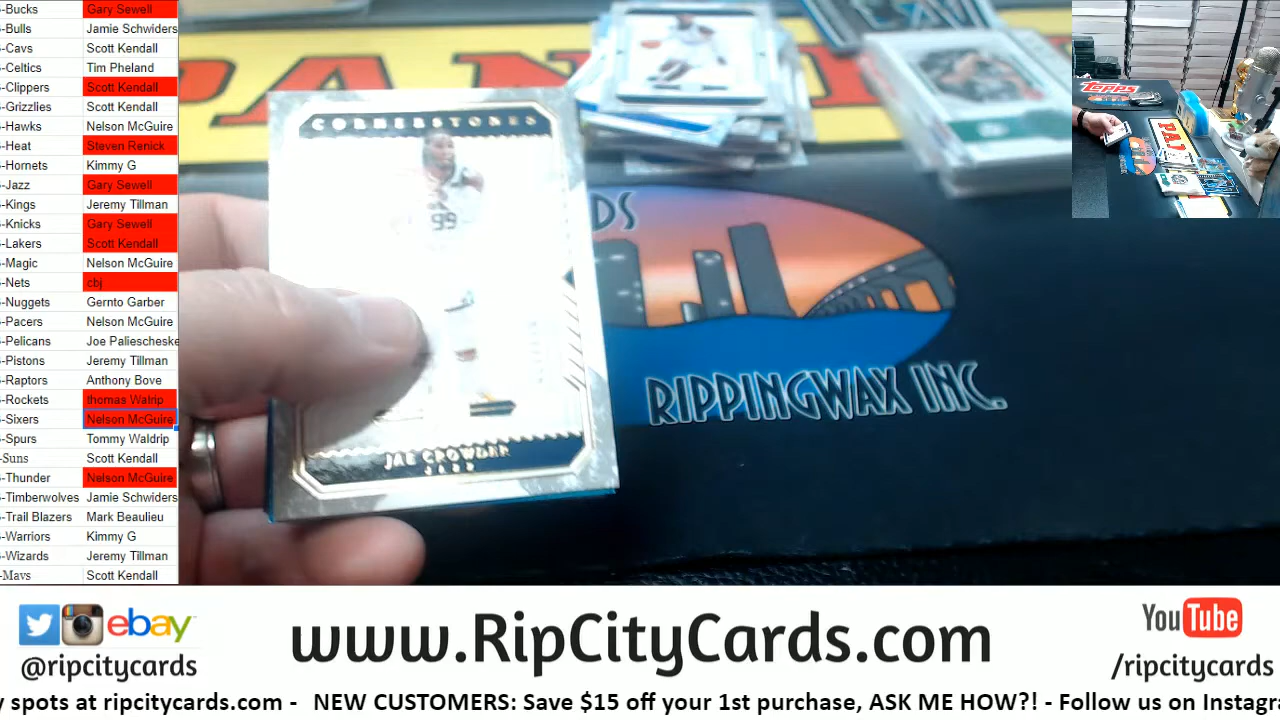 -Bucks Gary Sewell
-Bulls Jamie Schwiders
-Cavs Scott Kendall
-Celtics Tim Pheland
-Clippers Scott Kendall
-Grizzlies Scott Kendall
-Hawks Nelson McGuire
-Heat Steven Renick
-Hornets Kimmy G
-Jazz Gary Sewell
-Kings Jeremy Tillman
-Knicks Gary Sewell
-Lakers Scott Kendall
-Magic Nelson McGuire
-Nets cbj
-Nuggets Gernto Garber
-Pacers Nelson McGuire
-Pelicans Joe Paliescheske
-Pistons Jeremy Tillman
-Raptors Anthony Bove
-Rockets thomas Walrip
-Sixers Nelson McGuire
-Spurs Tommy Waldrip
-Suns Scott Kendall
-Thunder Nelson McGuire
-Timberwolves Jamie Schwiders
-Trail Blazers Mark Beaulieu
-Warriors Kimmy G
-Wizards Jeremy Tillman
-Mavs Scott Kendall
PANINI
CORNERSTONES
99
JAE CROWDER
JAZZ
RIPPINGWAX INC.
Topps
ebay
@ripcitycards
www.RipCityCards.com
YouTube
/ripcitycards
y spots at ripcitycards.com - NEW CUSTOMERS: Save $15 off your 1st purchase, ASK ME HOW?! - Follow us on Instagra